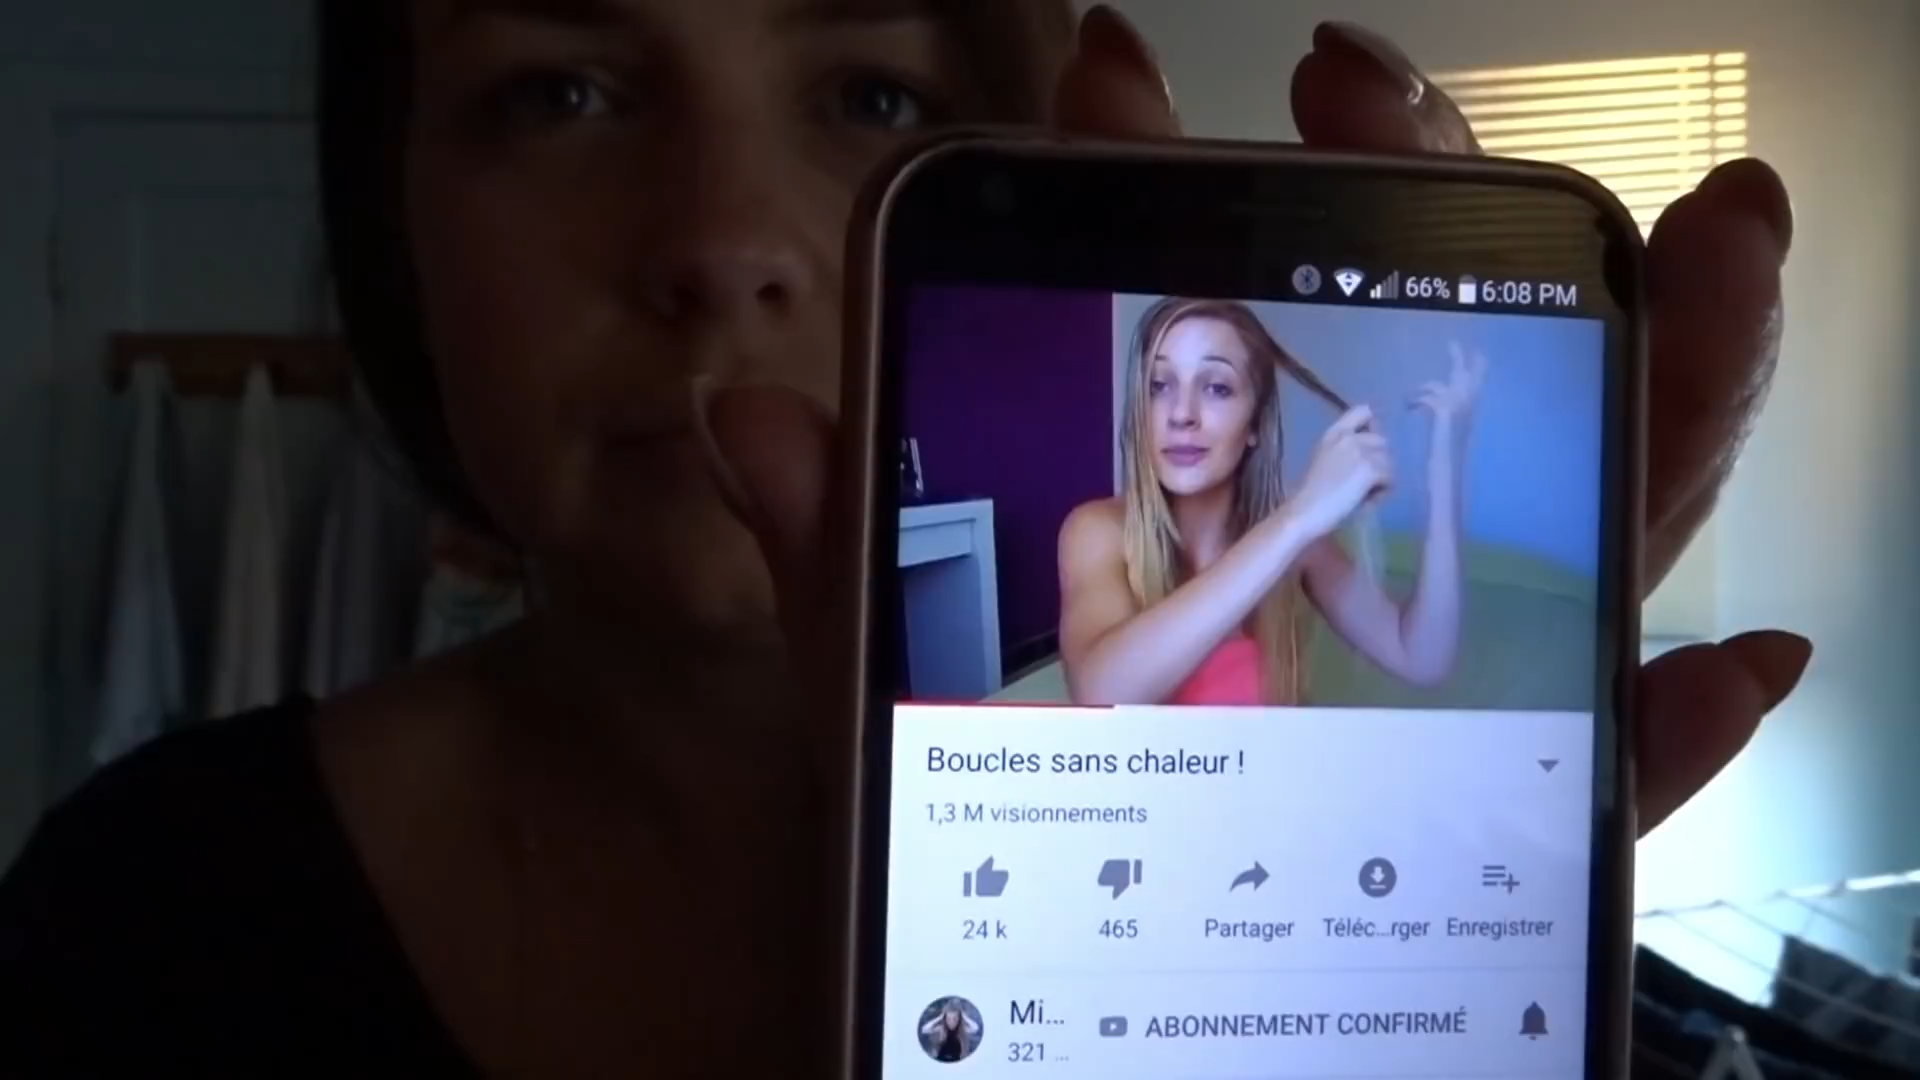 66% 6:08 PM
Boucles sans chaleur !
1,3 M visionnements
24 k 465 Partager Téléc...rger Enregistrer
Mi... ABONNEMENT CONFIRMÉ
321 ...